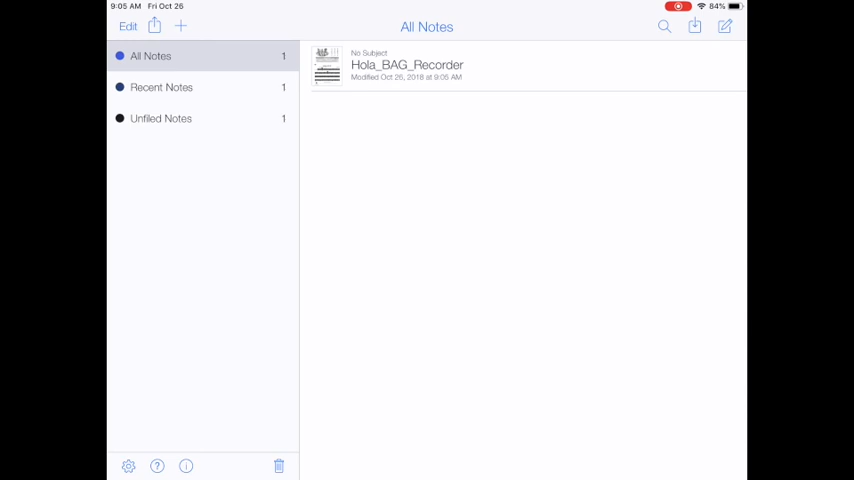 9:05 AM Fri Oct 26
84%
Edit
All Notes
All Notes 1
Recent Notes 1
Unfiled Notes 1
No Subject
Hola_BAG_Recorder
Modified Oct 26, 2018 at 9:05 AM